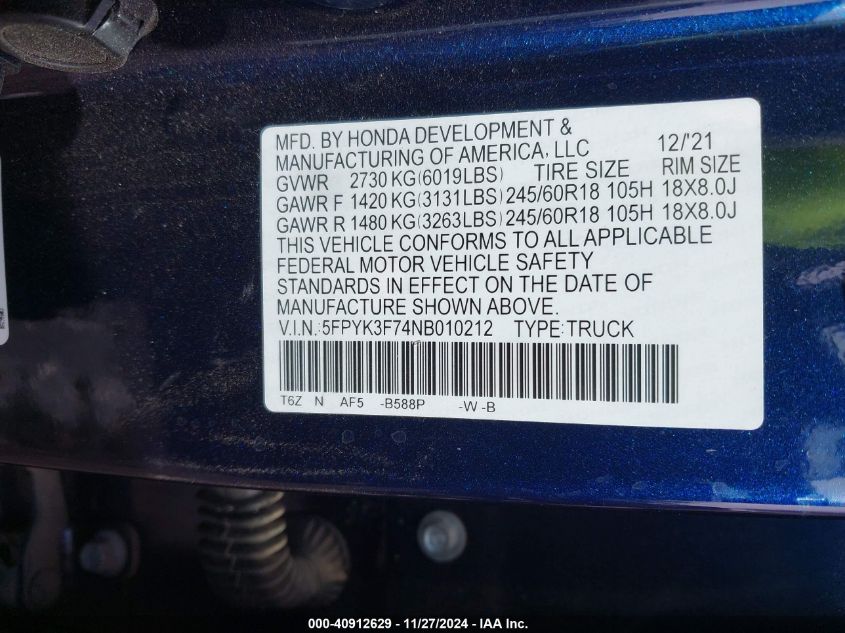 MFD. BY HONDA DEVELOPMENT &
MANUFACTURING OF AMERICA, LLC 12/'21
GVWR 2730 KG(6019LBS) TIRE SIZE RIM SIZE
GAWR F 1420 KG(3131LBS) 245/60R18 105H 18X8.0J
GAWR R 1480 KG(3263LBS) 245/60R18 105H 18X8.0J
THIS VEHICLE CONFORMS TO ALL APPLICABLE
FEDERAL MOTOR VEHICLE SAFETY
STANDARDS IN EFFECT ON THE DATE OF
MANUFACTURE SHOWN ABOVE.
V.I.N.: 5FPYK3F74NB010212 TYPE: TRUCK
T6Z N AF5 -B588P -W -B
000-40912629 - 11/27/2024 - IAA Inc.